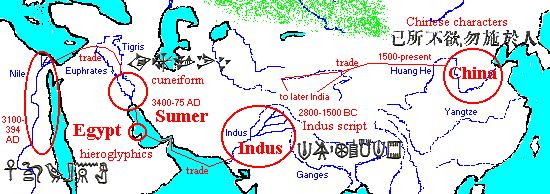 Chinese characters
己所不欲勿施於人
Tigris
trade
Nile
Euphrates
cuneiform
trade
1500-present
Huang He
China
3400-75 AD
to later India
3100-
394
AD
Egypt
Sumer
2800-1500 BC
Indus script
Indus
Yangtze
hieroglyphics
trade
Indus
Ganges